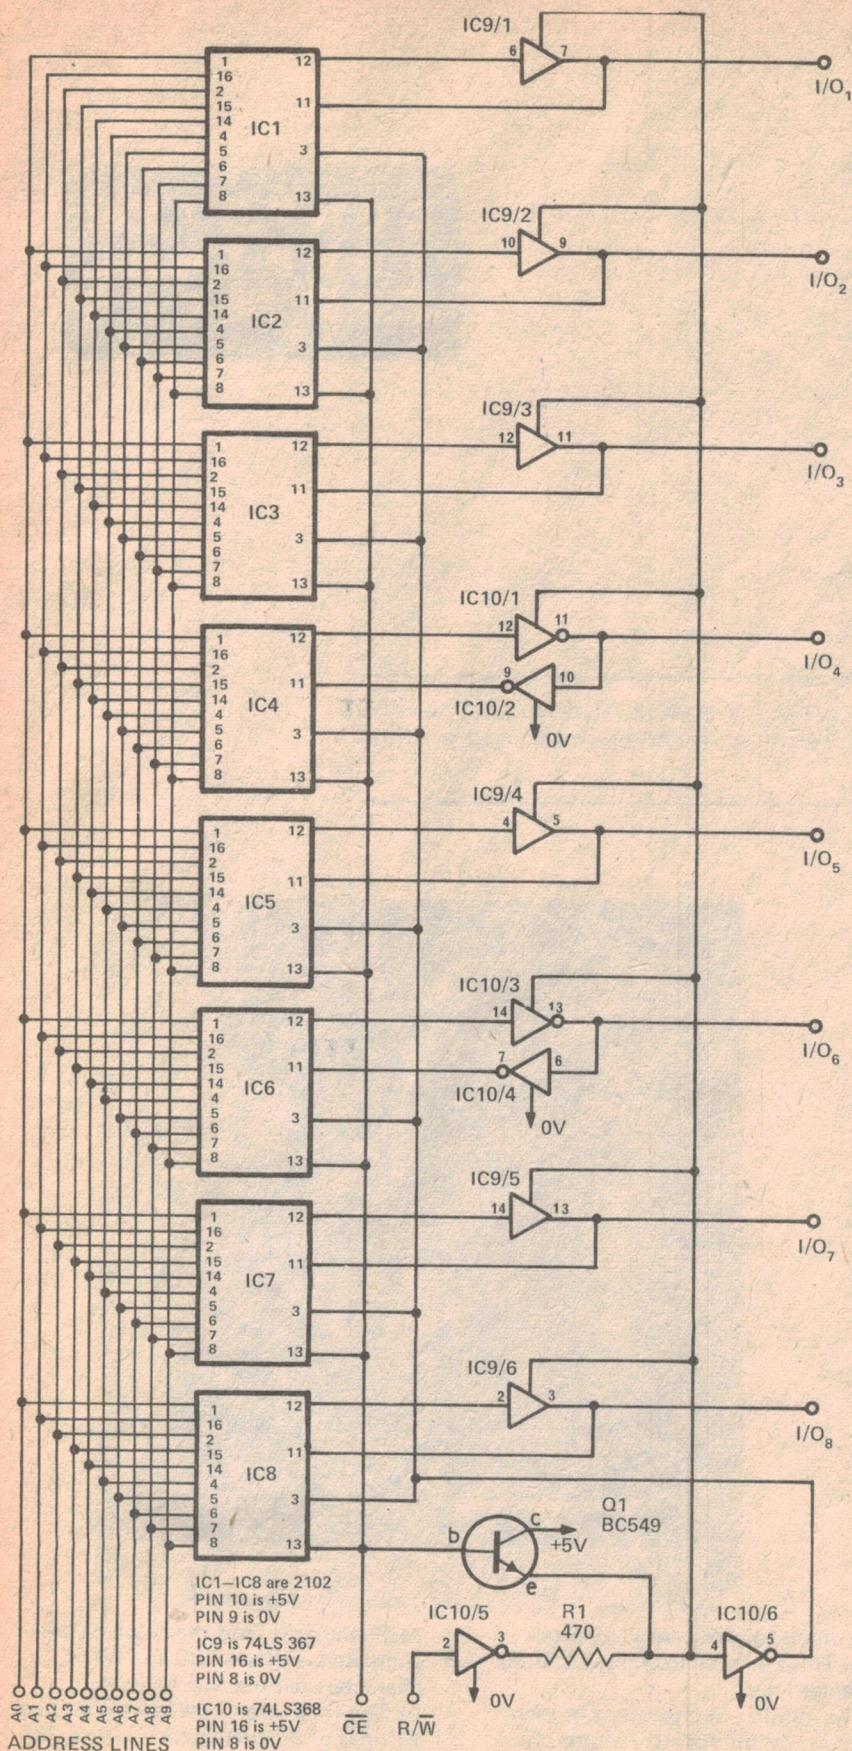 IC9/1
6
7
I/O1
1
16
2
15
14
4
5
6
7
8
IC1
12
11
3
13
IC9/2
10
9
I/O2
1
16
2
15
14
4
5
6
7
8
IC2
12
11
3
13
IC9/3
12
11
I/O3
1
16
2
15
14
4
5
6
7
8
IC3
12
11
3
13
IC10/1
12
11
I/O4
9
10
IC10/2
0V
1
16
2
15
14
4
5
6
7
8
IC4
12
11
3
13
IC9/4
4
5
I/O5
1
16
2
15
14
4
5
6
7
8
IC5
12
11
3
13
IC10/3
14
13
I/O6
7
6
IC10/4
0V
1
16
2
15
14
4
5
6
7
8
IC6
12
11
3
13
IC9/5
14
13
I/O7
1
16
2
15
14
4
5
6
7
8
IC7
12
11
3
13
IC9/6
2
3
I/O8
1
16
2
15
14
4
5
6
7
8
IC8
12
11
3
13
b
c
e
+5V
Q1
BC549
IC1–IC8 are 2102
PIN 10 is +5V
PIN 9 is 0V
IC9 is 74LS 367
PIN 16 is +5V
PIN 8 is 0V
IC10 is 74LS368
PIN 16 is +5V
PIN 8 is 0V
IC10/5
2
3
0V
R1
470
IC10/6
4
5
0V
A0
A1
A2
A3
A4
A5
A6
A7
A8
A9
ADDRESS LINES
C̅E̅
R/W̅